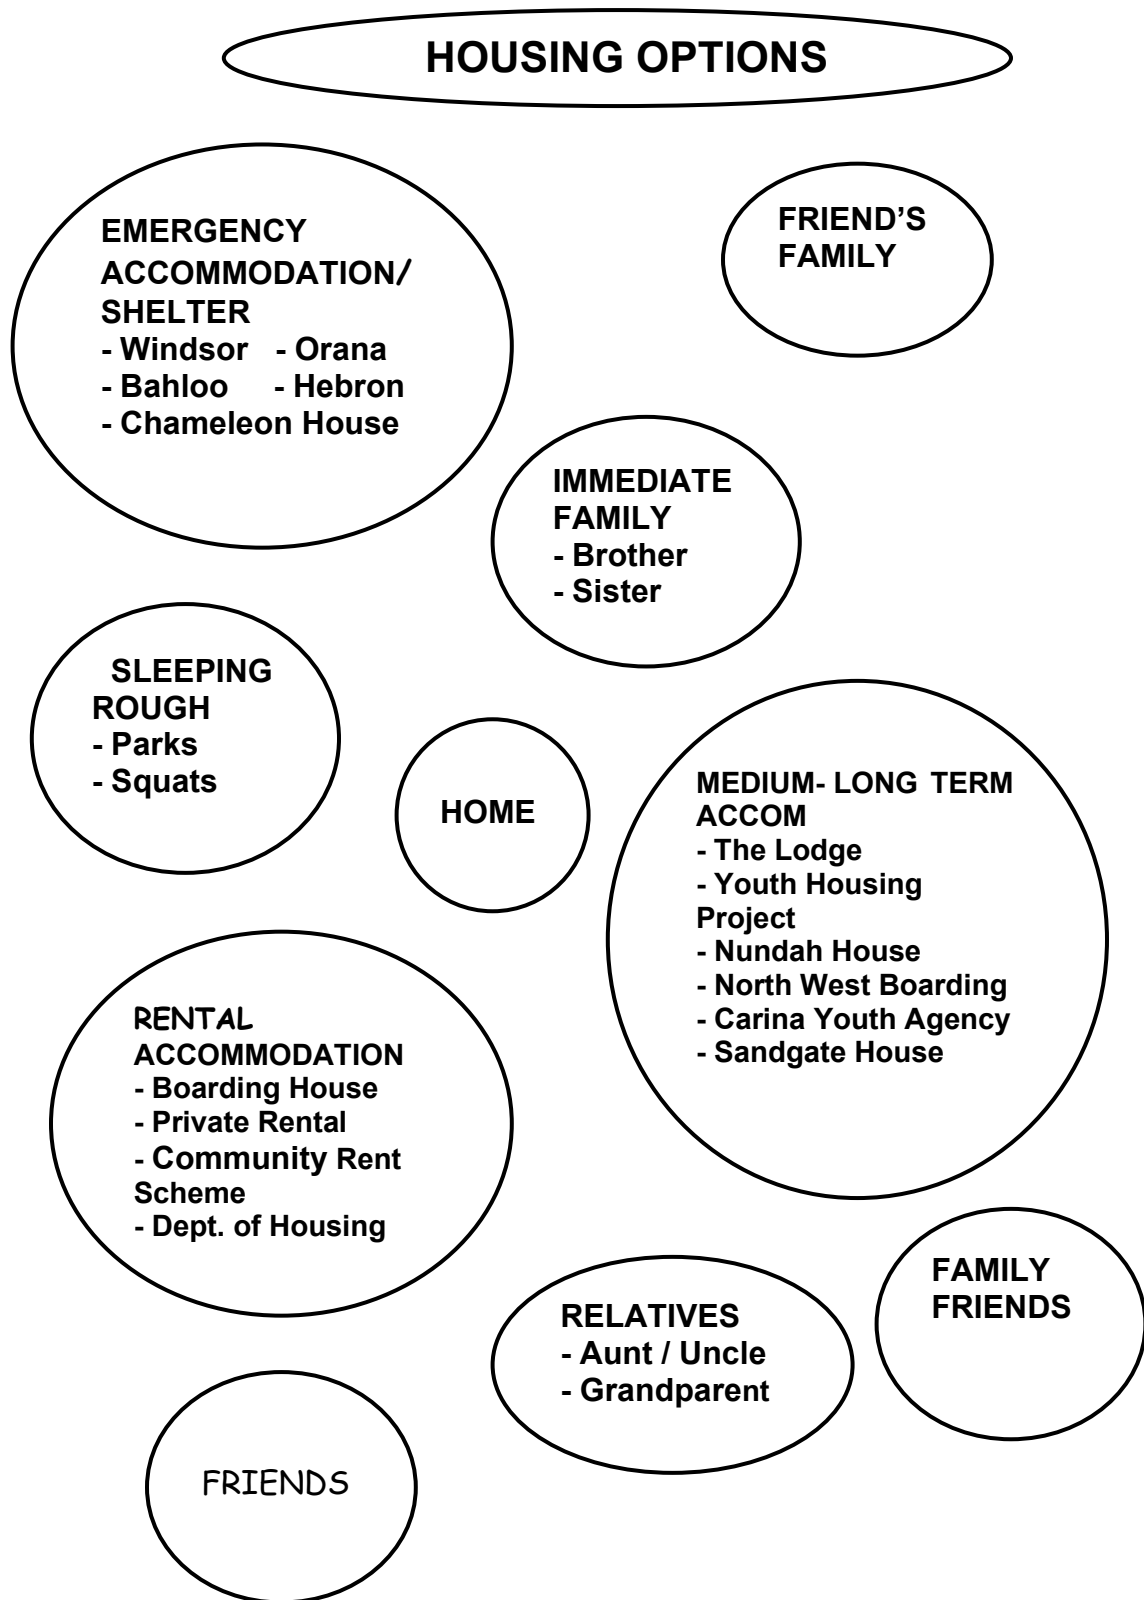 HOUSING OPTIONS
EMERGENCY
ACCOMMODATION/
SHELTER
- Windsor - Orana
- Bahloo - Hebron
- Chameleon House
FRIEND’S
FAMILY
IMMEDIATE
FAMILY
- Brother
- Sister
SLEEPING
ROUGH
- Parks
- Squats
HOME
MEDIUM- LONG TERM
ACCOM
- The Lodge
- Youth Housing
Project
- Nundah House
- North West Boarding
- Carina Youth Agency
- Sandgate House
RENTAL
ACCOMMODATION
- Boarding House
- Private Rental
- Community Rent
Scheme
- Dept. of Housing
RELATIVES
- Aunt / Uncle
- Grandparent
FAMILY
FRIENDS
FRIENDS